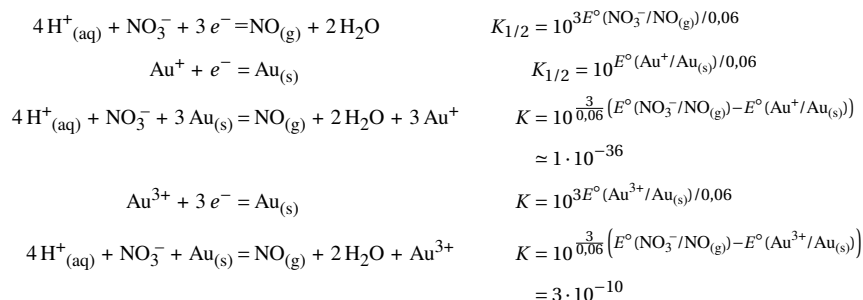 4 H⁺₍aq₎ + NO₃⁻ + 3 e⁻ = NO₍g₎ + 2 H₂O K₁/₂ = 10^{3E°(NO₃⁻/NO₍g₎)/0,06}
Au⁺ + e⁻ = Au₍s₎ K₁/₂ = 10^{E°(Au⁺/Au₍s₎)/0,06}
4 H⁺₍aq₎ + NO₃⁻ + 3 Au₍s₎ = NO₍g₎ + 2 H₂O + 3 Au⁺ K = 10^{\frac{3}{0,06}(E°(NO₃⁻/NO₍g₎)−E°(Au⁺/Au₍s₎))}
≃ 1 · 10^{−36}
Au³⁺ + 3 e⁻ = Au₍s₎ K = 10^{3E°(Au³⁺/Au₍s₎)/0,06}
4 H⁺₍aq₎ + NO₃⁻ + Au₍s₎ = NO₍g₎ + 2 H₂O + Au³⁺ K = 10^{\frac{3}{0,06}(E°(NO₃⁻/NO₍g₎)−E°(Au³⁺/Au₍s₎))}
= 3 · 10^{−10}